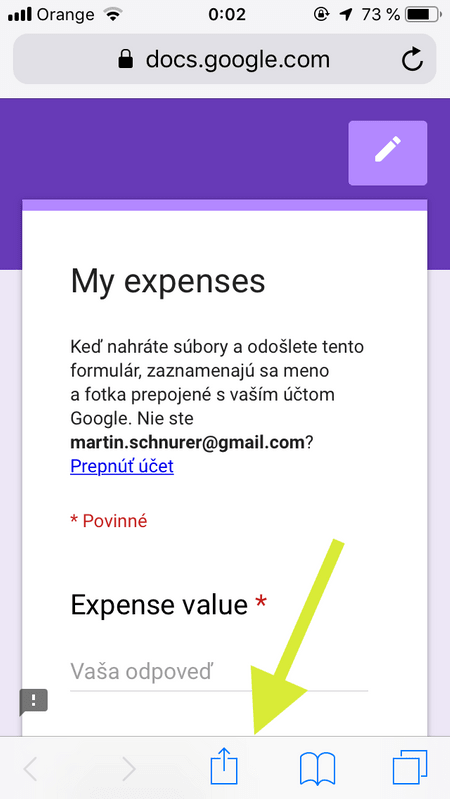 Orange 0:02 73 %
docs.google.com
My expenses
Keď nahráte súbory a odošlete tento
formulár, zaznamenajú sa meno
a fotka prepojené s vaším účtom
Google. Nie ste
martin.schnurer@gmail.com?
Prepnúť účet
* Povinné
Expense value *
Vaša odpoveď